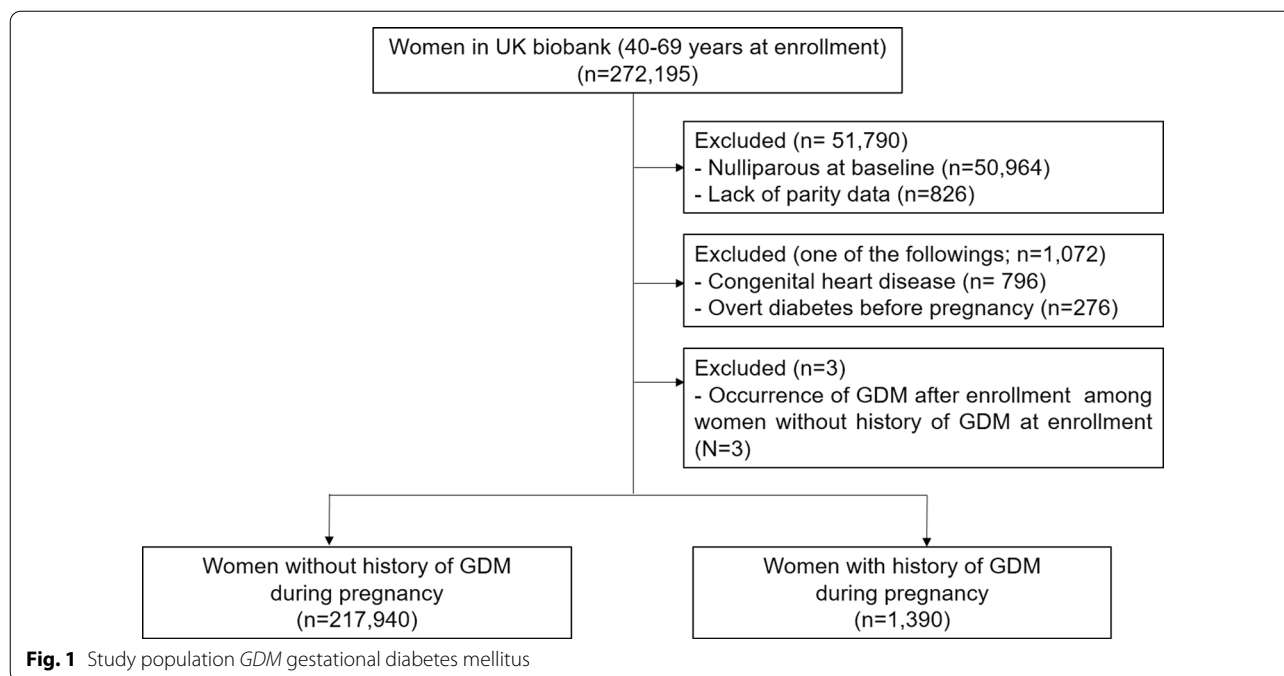 Women in UK biobank (40-69 years at enrollment)
(n=272,195)
Excluded (n= 51,790)
- Nulliparous at baseline (n=50,964)
- Lack of parity data (n=826)
Excluded (one of the followings; n=1,072)
- Congenital heart disease (n= 796)
- Overt diabetes before pregnancy (n=276)
Excluded (n=3)
- Occurrence of GDM after enrollment among
women without history of GDM at enrollment
(N=3)
Women without history of GDM
during pregnancy
(n=217,940)
Women with history of GDM
during pregnancy
(n=1,390)
Fig. 1 Study population GDM gestational diabetes mellitus